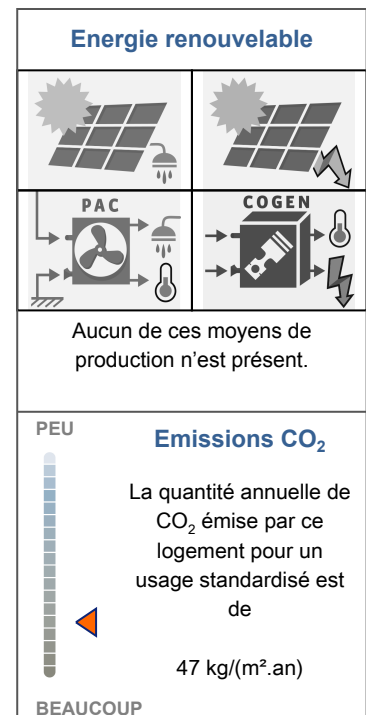 Energie renouvelable
PAC
COGEN
Aucun de ces moyens de
production n'est présent.
PEU
Emissions CO₂
La quantité annuelle de
CO₂ émise par ce
logement pour un
usage standardisé est
de
47 kg/(m².an)
BEAUCOUP